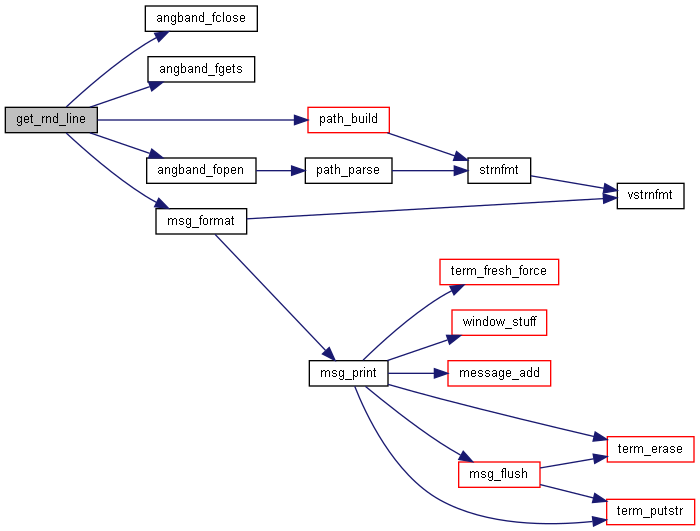 angband_fclose
angband_fgets
get_rnd_line
path_build
angband_fopen
path_parse
strnfmt
vstrnfmt
msg_format
term_fresh_force
window_stuff
msg_print
message_add
term_erase
msg_flush
term_putstr